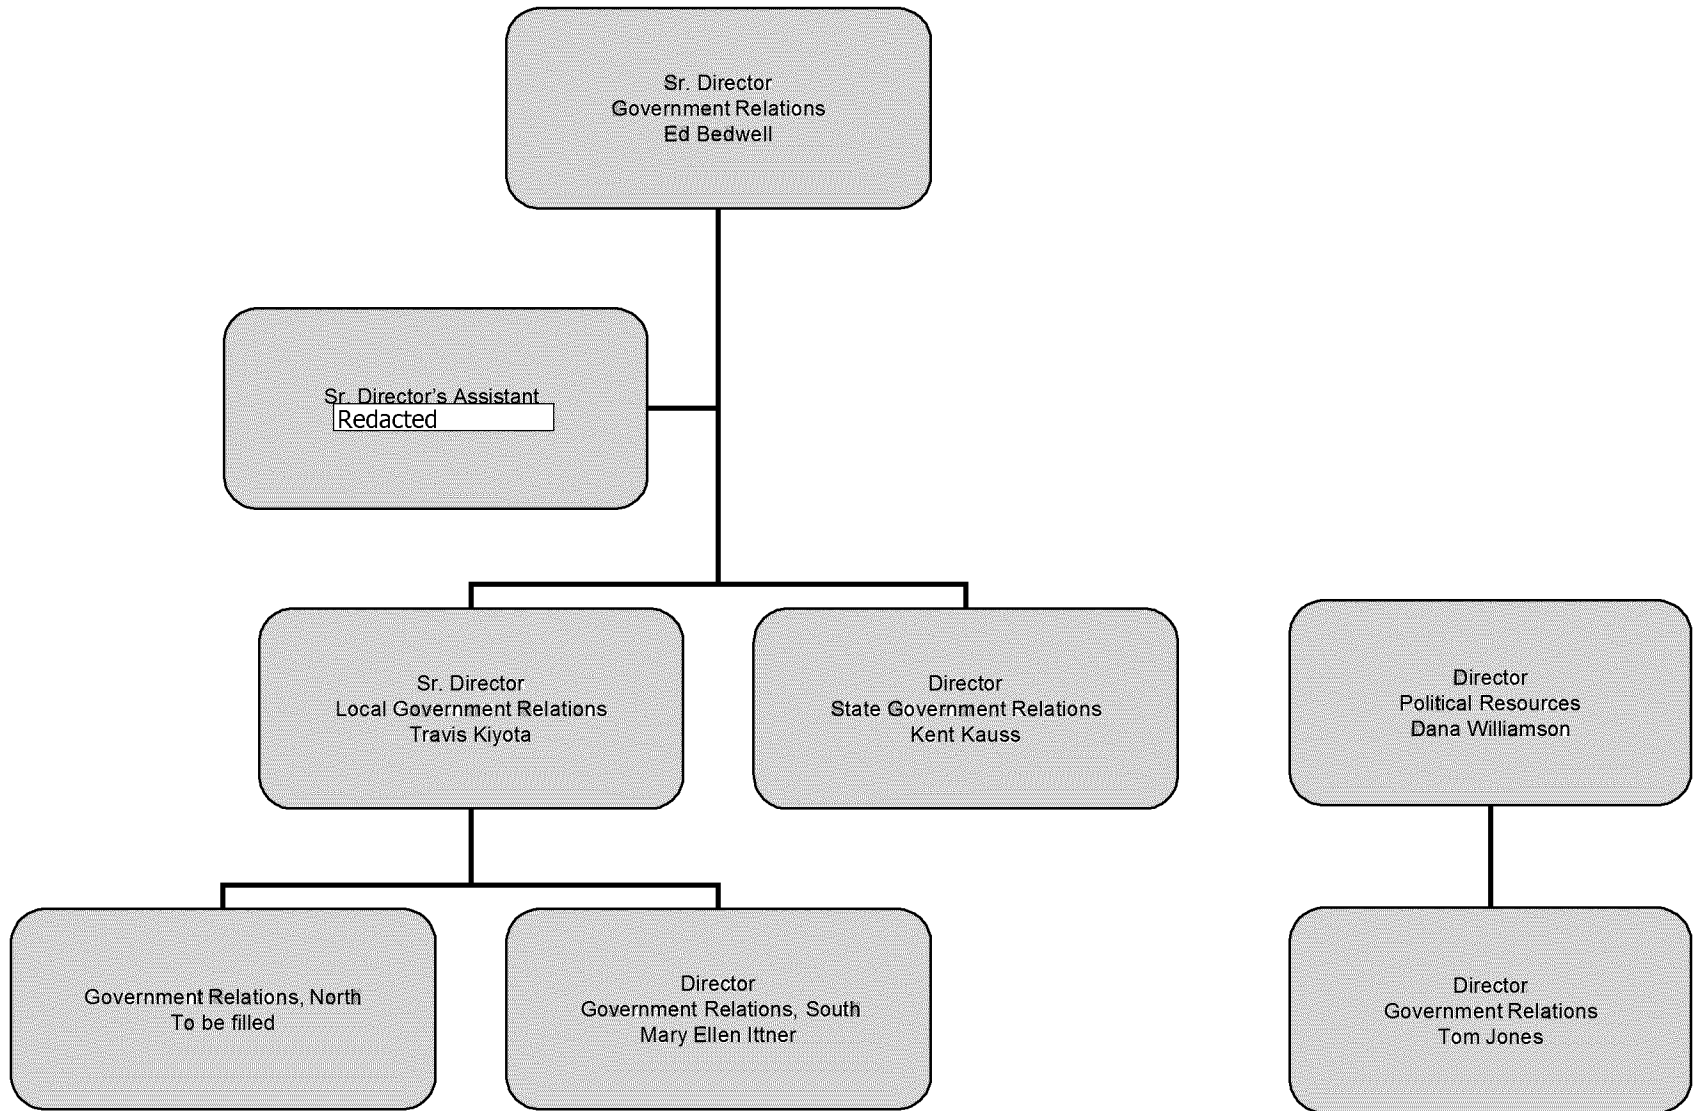 Sr. Director
Government Relations
Ed Bedwell
Sr. Director's Assistant
Redacted
Sr. Director
Local Government Relations
Travis Kiyota
Director
State Government Relations
Kent Kauss
Director
Political Resources
Dana Williamson
Government Relations, North
To be filled
Director
Government Relations, South
Mary Ellen Ittner
Director
Government Relations
Tom Jones